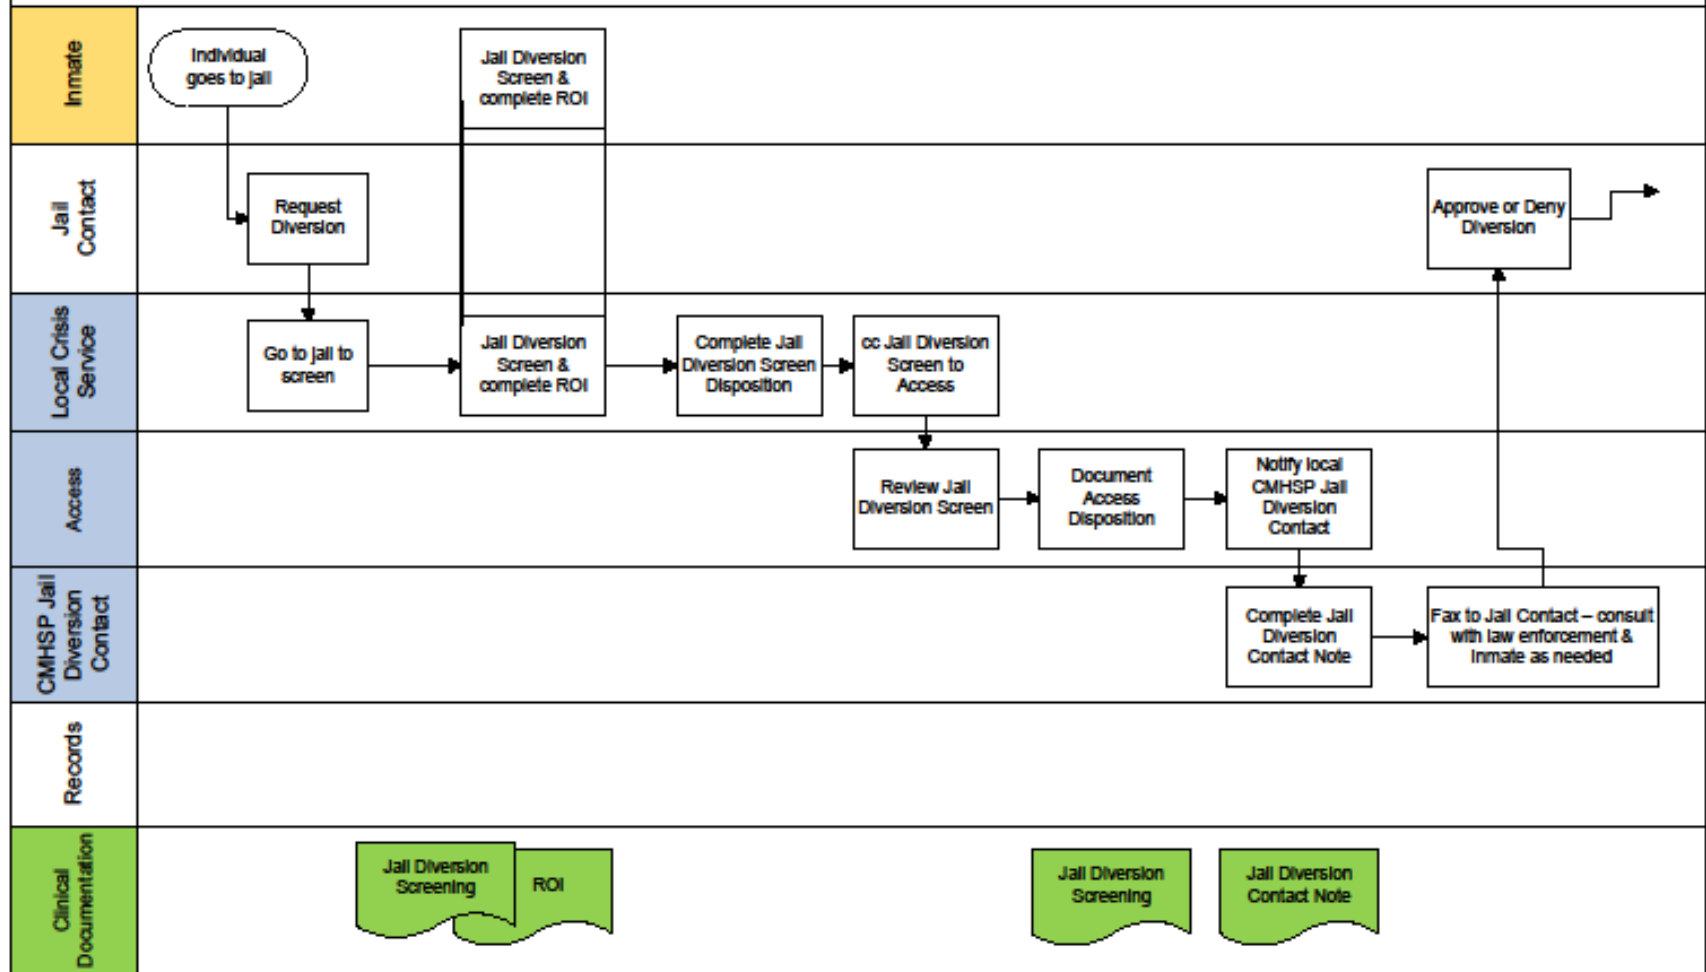 Inmate
Individual
goes to jail
Jail Diversion
Screen &
complete ROI
Jail
Contact
Request
Diversion
Approve or Deny
Diversion
Local Crisis
Service
Go to jail to
screen
Jail Diversion
Screen &
complete ROI
Complete Jail
Diversion Screen
Disposition
cc Jail Diversion
Screen to
Access
Access
Review Jail
Diversion Screen
Document
Access
Disposition
Notify local
CMHSP Jail
Diversion
Contact
CMHSP Jail
Diversion
Contact
Complete Jail
Diversion
Contact Note
Fax to Jail Contact – consult
with law enforcement &
Inmate as needed
Records
Clinical
Documentation
Jail Diversion
Screening
ROI
Jail Diversion
Screening
Jail Diversion
Contact Note